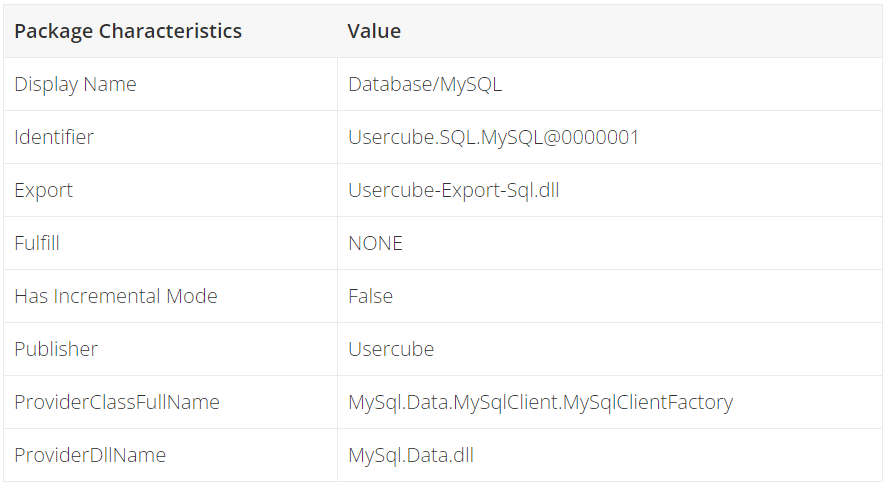 Package Characteristics Value
Display Name Database/MySQL
Identifier Usercube.SQL.MySQL@0000001
Export Usercube-Export-Sql.dll
Fulfill NONE
Has Incremental Mode False
Publisher Usercube
ProviderClassFullName MySql.Data.MySqlClient.MySqlClientFactory
ProviderDllName MySql.Data.dll